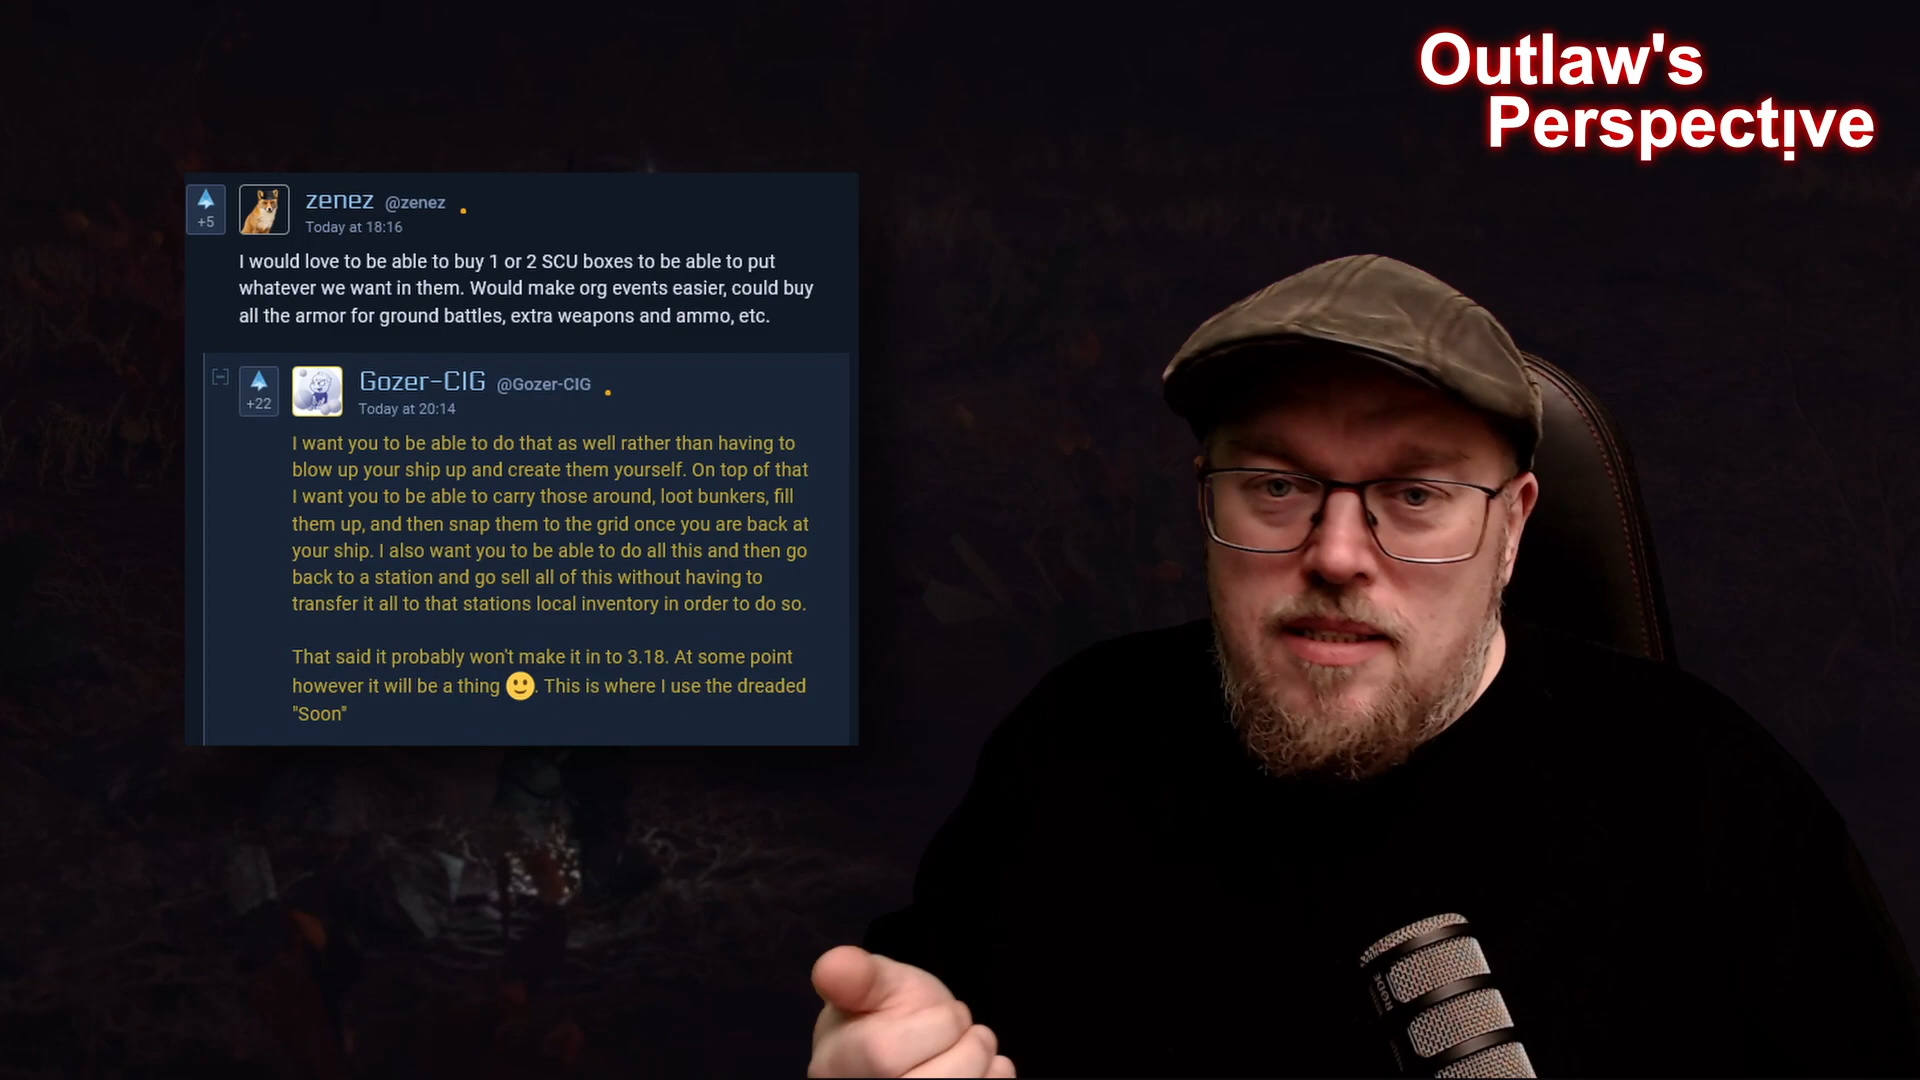 Outlaw's
Perspective
+5
zenez @zenez
Today at 18:16
I would love to be able to buy 1 or 2 SCU boxes to be able to put
whatever we want in them. Would make org events easier, could buy
all the armor for ground battles, extra weapons and ammo, etc.
[-]
+22
Gozer-CIG @Gozer-CIG
Today at 20:14
I want you to be able to do that as well rather than having to
blow up your ship up and create them yourself. On top of that
I want you to be able to carry those around, loot bunkers, fill
them up, and then snap them to the grid once you are back at
your ship. I also want you to be able to do all this and then go
back to a station and go sell all of this without having to
transfer it all to that stations local inventory in order to do so.
That said it probably won't make it in to 3.18. At some point
however it will be a thing 🙂. This is where I use the dreaded
"Soon"
RØDE